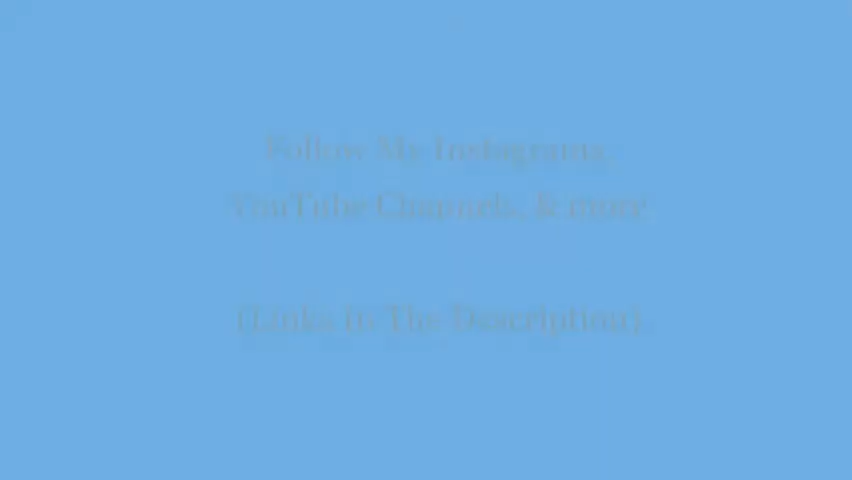 Follow My Instagrams,
YouTube Channels, & more!
(Links In The Description)